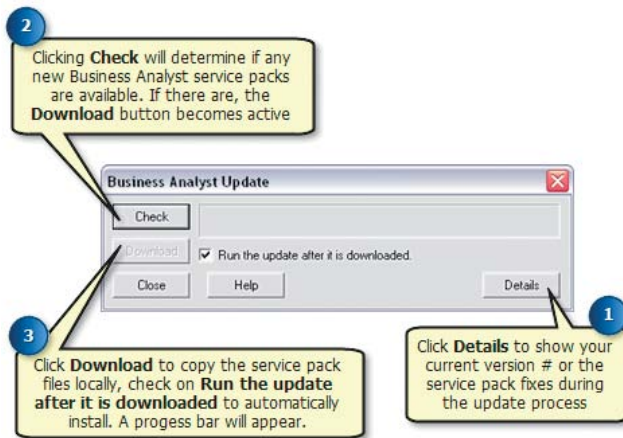 2
Clicking Check will determine if any
new Business Analyst service packs
are available. If there are, the
Download button becomes active
Business Analyst Update
Check
Download
Run the update after it is downloaded.
Close
Help
Details
3
Click Download to copy the service pack
files locally, check on Run the update
after it is downloaded to automatically
install. A progess bar will appear.
1
Click Details to show your
current version # or the
service pack fixes during
the update process